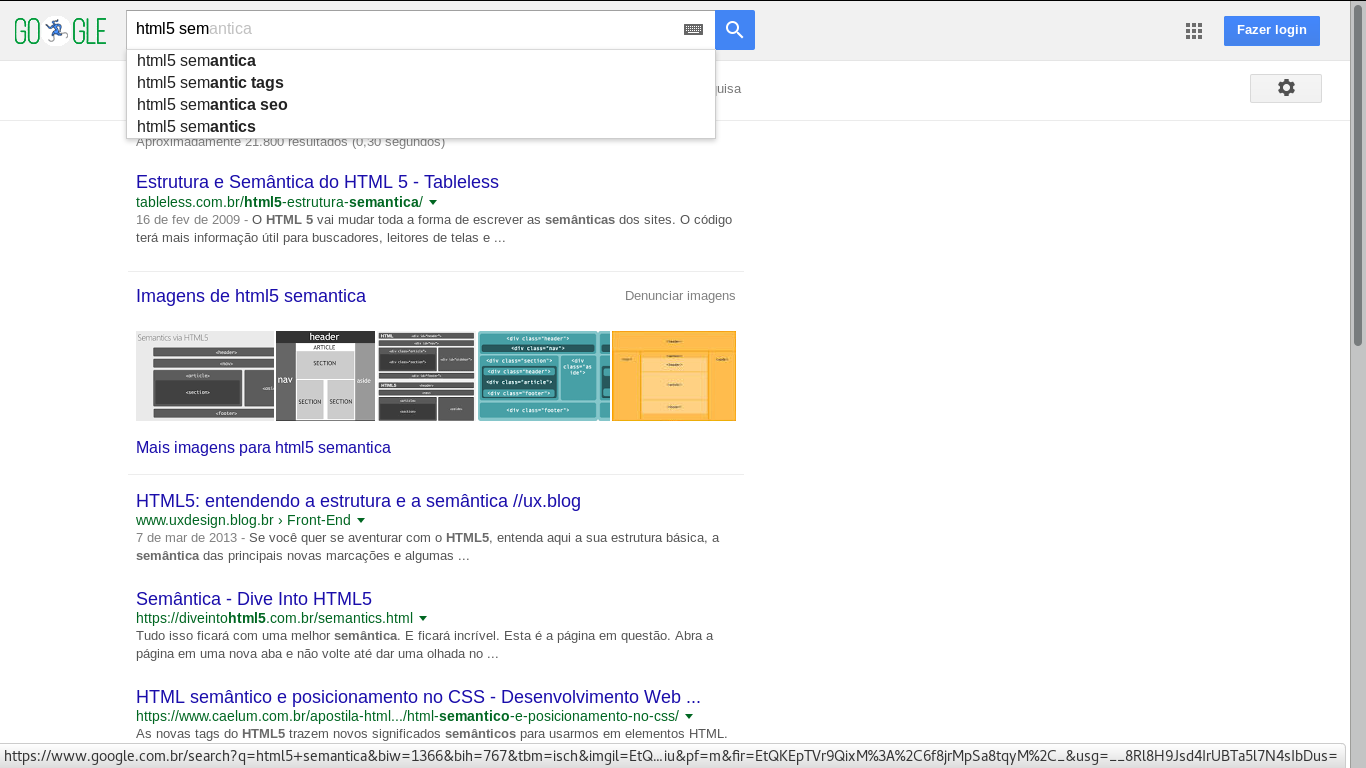 GO GLE
html5 semantica
Fazer login
html5 semantica
html5 semantic tags
html5 semantica seo
html5 semantics
Aproximadamente 21.800 resultados (0,30 segundos)
Estrutura e Semântica do HTML 5 - Tableless
tableless.com.br/html5-estrutura-semantica/
16 de fev de 2009 - O HTML 5 vai mudar toda a forma de escrever as semânticas dos sites. O código
terá mais informação útil para buscadores, leitores de telas e ...
Imagens de html5 semantica
Denunciar imagens
Semantics via HTML5
<header>
<nav>
<article>
<section>
<footer>
header
ARTICLE
SECTION
nav
aside
SECTION
SECTION
HTML
HTML5
<div class="header">
<div class="nav">
<div class="section">
<div class="header">
<div class="article">
<div class="footer">
<div class="as
ide">
<div class="footer">
Mais imagens para html5 semantica
HTML5: entendendo a estrutura e a semântica //ux.blog
www.uxdesign.blog.br › Front-End
7 de mar de 2013 - Se você quer se aventurar com o HTML5, entenda aqui a sua estrutura básica, a
semântica das principais novas marcações e algumas ...
Semântica - Dive Into HTML5
https://diveintohtml5.com.br/semantics.html
Tudo isso ficará com uma melhor semântica. E ficará incrível. Esta é a página em questão. Abra a
página em uma nova aba e não volte até dar uma olhada no ...
HTML semântico e posicionamento no CSS - Desenvolvimento Web ...
https://www.caelum.com.br/apostila-html.../html-semantico-e-posicionamento-no-css/
As novas tags do HTML5 trazem novos significados semânticos para usarmos em elementos HTML.
https://www.google.com.br/search?q=html5+semantica&biw=1366&bih=767&tbm=isch&imgil=EtQ...iu&pf=m&fir=EtQKEpTVr9QixM%3A%2C6f8jrMpSa8tqyM%2C_&usg=__8Rl8H9Jsd4IrUBTa5l7N4sIbDus=